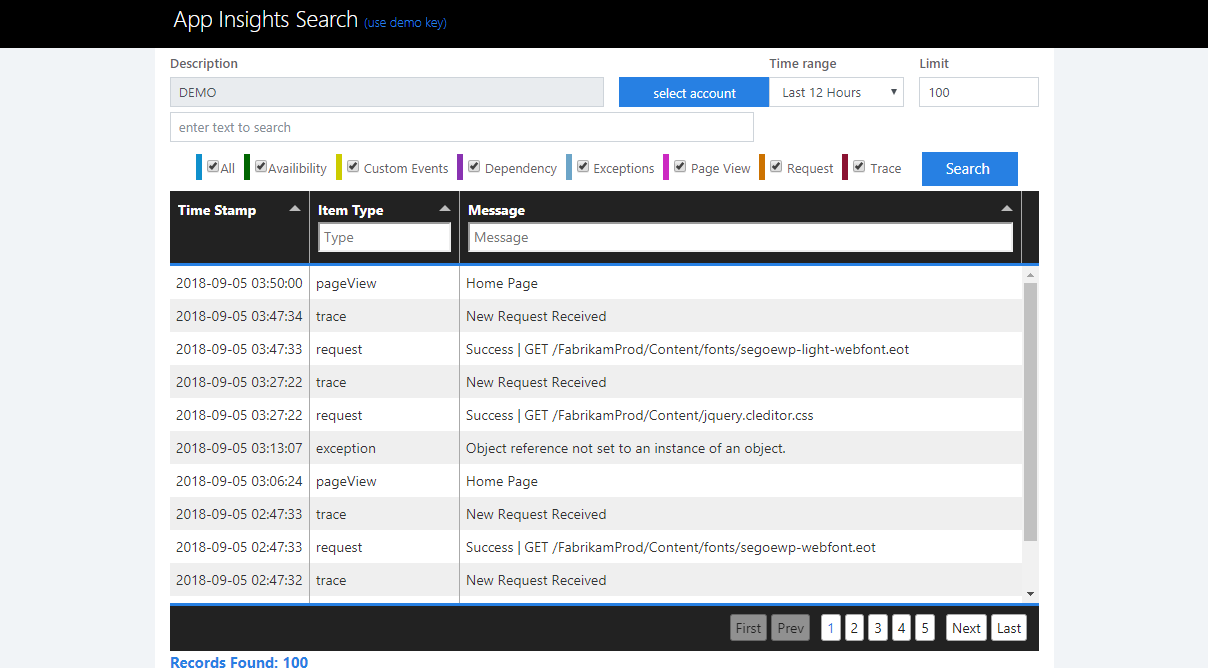 App Insights Search (use demo key)
Description Time range Limit
DEMO select account Last 12 Hours 100
enter text to search
All Availibility Custom Events Dependency Exceptions Page View Request Trace Search
Time Stamp Item Type Message
Type Message
2018-09-05 03:50:00 pageView Home Page
2018-09-05 03:47:34 trace New Request Received
2018-09-05 03:47:33 request Success | GET /FabrikamProd/Content/fonts/segoewp-light-webfont.eot
2018-09-05 03:27:22 trace New Request Received
2018-09-05 03:27:22 request Success | GET /FabrikamProd/Content/jquery.cleditor.css
2018-09-05 03:13:07 exception Object reference not set to an instance of an object.
2018-09-05 03:06:24 pageView Home Page
2018-09-05 02:47:33 trace New Request Received
2018-09-05 02:47:33 request Success | GET /FabrikamProd/Content/fonts/segoewp-webfont.eot
2018-09-05 02:47:32 trace New Request Received
First Prev 1 2 3 4 5 Next Last
Records Found: 100